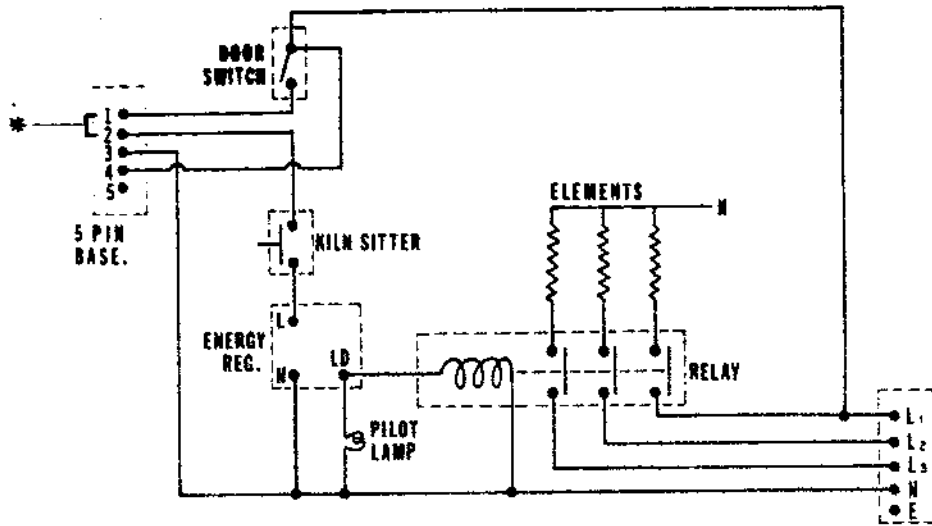 DOOR
SWITCH
*
1
2
3
4
5
5 PIN
BASE.
KILN SITTER
ELEMENTS
N
L
ENERGY
REG.
N
LD
RELAY
PILOT
LAMP
L1
L2
L3
N
E